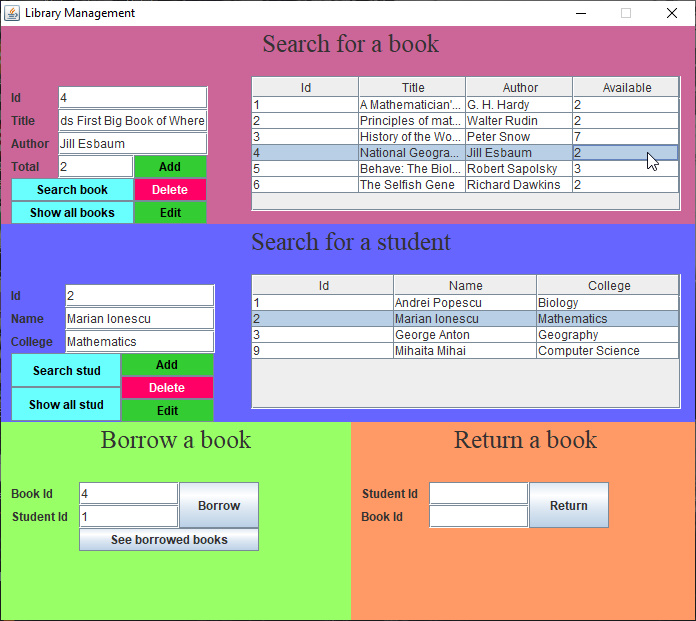 Library Management
Search for a book
Id 4
Title ds First Big Book of Where
Author Jill Esbaum
Total 2 Add
Search book Delete
Show all books Edit
Id Title Author Available
1 A Mathematician'... G. H. Hardy 2
2 Principles of mat... Walter Rudin 2
3 History of the Wo... Peter Snow 7
4 National Geogra... Jill Esbaum 2
5 Behave: The Biol... Robert Sapolsky 3
6 The Selfish Gene Richard Dawkins 2
Search for a student
Id 2
Name Marian Ionescu
College Mathematics
Search stud Add
Delete
Show all stud Edit
Id Name College
1 Andrei Popescu Biology
2 Marian Ionescu Mathematics
3 George Anton Geography
9 Mihaita Mihai Computer Science
Borrow a book
Book Id 4
Student Id 1
Borrow
See borrowed books
Return a book
Student Id
Book Id
Return